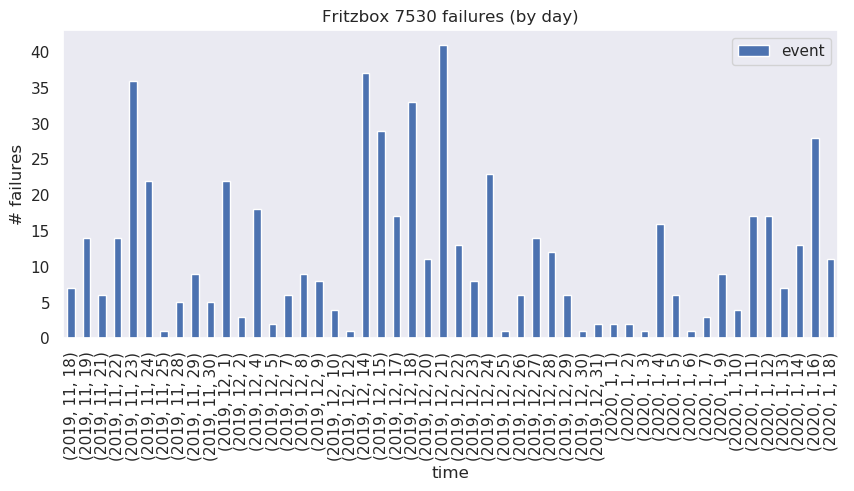 Fritzbox 7530 failures (by day)
event
# failures
40
35
30
25
20
15
10
5
0
(2019, 11, 18)
(2019, 11, 19)
(2019, 11, 21)
(2019, 11, 22)
(2019, 11, 23)
(2019, 11, 24)
(2019, 11, 25)
(2019, 11, 28)
(2019, 11, 29)
(2019, 11, 30)
(2019, 12, 1)
(2019, 12, 2)
(2019, 12, 4)
(2019, 12, 5)
(2019, 12, 7)
(2019, 12, 8)
(2019, 12, 9)
(2019, 12, 10)
(2019, 12, 12)
(2019, 12, 14)
(2019, 12, 15)
(2019, 12, 17)
(2019, 12, 18)
(2019, 12, 20)
(2019, 12, 21)
(2019, 12, 22)
(2019, 12, 23)
(2019, 12, 24)
(2019, 12, 25)
(2019, 12, 26)
(2019, 12, 27)
(2019, 12, 28)
(2019, 12, 29)
(2019, 12, 30)
(2019, 12, 31)
(2020, 1, 1)
(2020, 1, 2)
(2020, 1, 3)
(2020, 1, 4)
(2020, 1, 5)
(2020, 1, 6)
(2020, 1, 7)
(2020, 1, 9)
(2020, 1, 10)
(2020, 1, 11)
(2020, 1, 12)
(2020, 1, 13)
(2020, 1, 14)
(2020, 1, 16)
(2020, 1, 18)
time